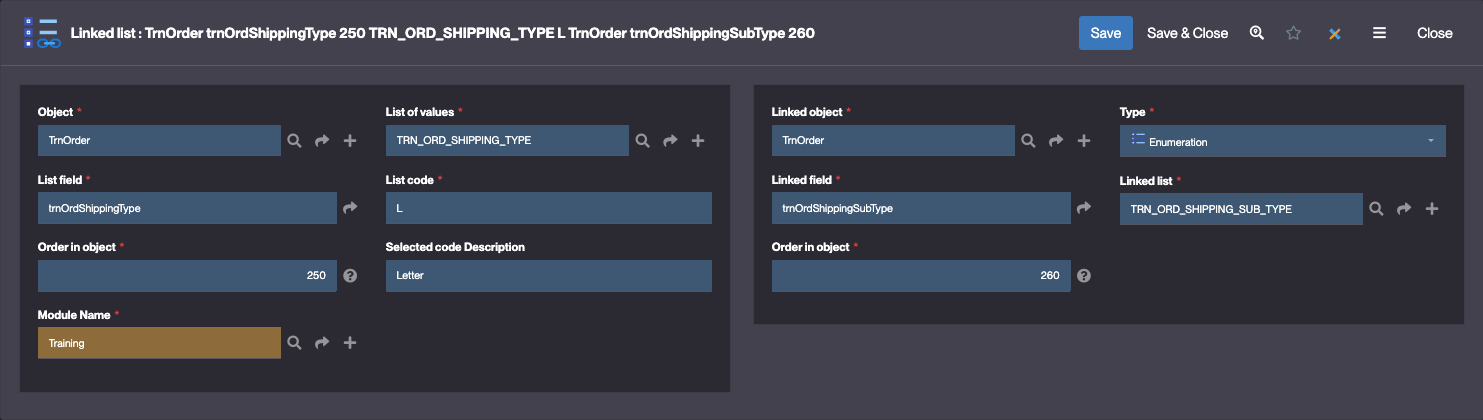 Linked list : TrnOrder trnOrdShippingType 250 TRN_ORD_SHIPPING_TYPE L TrnOrder trnOrdShippingSubType 260
Save
Save & Close
Close
Object *
TrnOrder
List of values *
TRN_ORD_SHIPPING_TYPE
List field *
trnOrdShippingType
List code *
L
Order in object *
250
Selected code Description
Letter
Module Name *
Training
Linked object *
TrnOrder
Type *
Enumeration
Linked field *
trnOrdShippingSubType
Linked list *
TRN_ORD_SHIPPING_SUB_TYPE
Order in object *
260